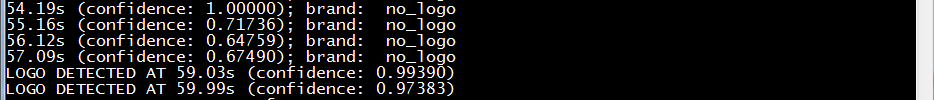 54.19s (confidence: 1.00000); brand:  no_logo
55.16s (confidence: 0.71736); brand:  no_logo
56.12s (confidence: 0.64759); brand:  no_logo
57.09s (confidence: 0.67490); brand:  no_logo
LOGO DETECTED AT 59.03s (confidence: 0.99390)
LOGO DETECTED AT 59.99s (confidence: 0.97383)